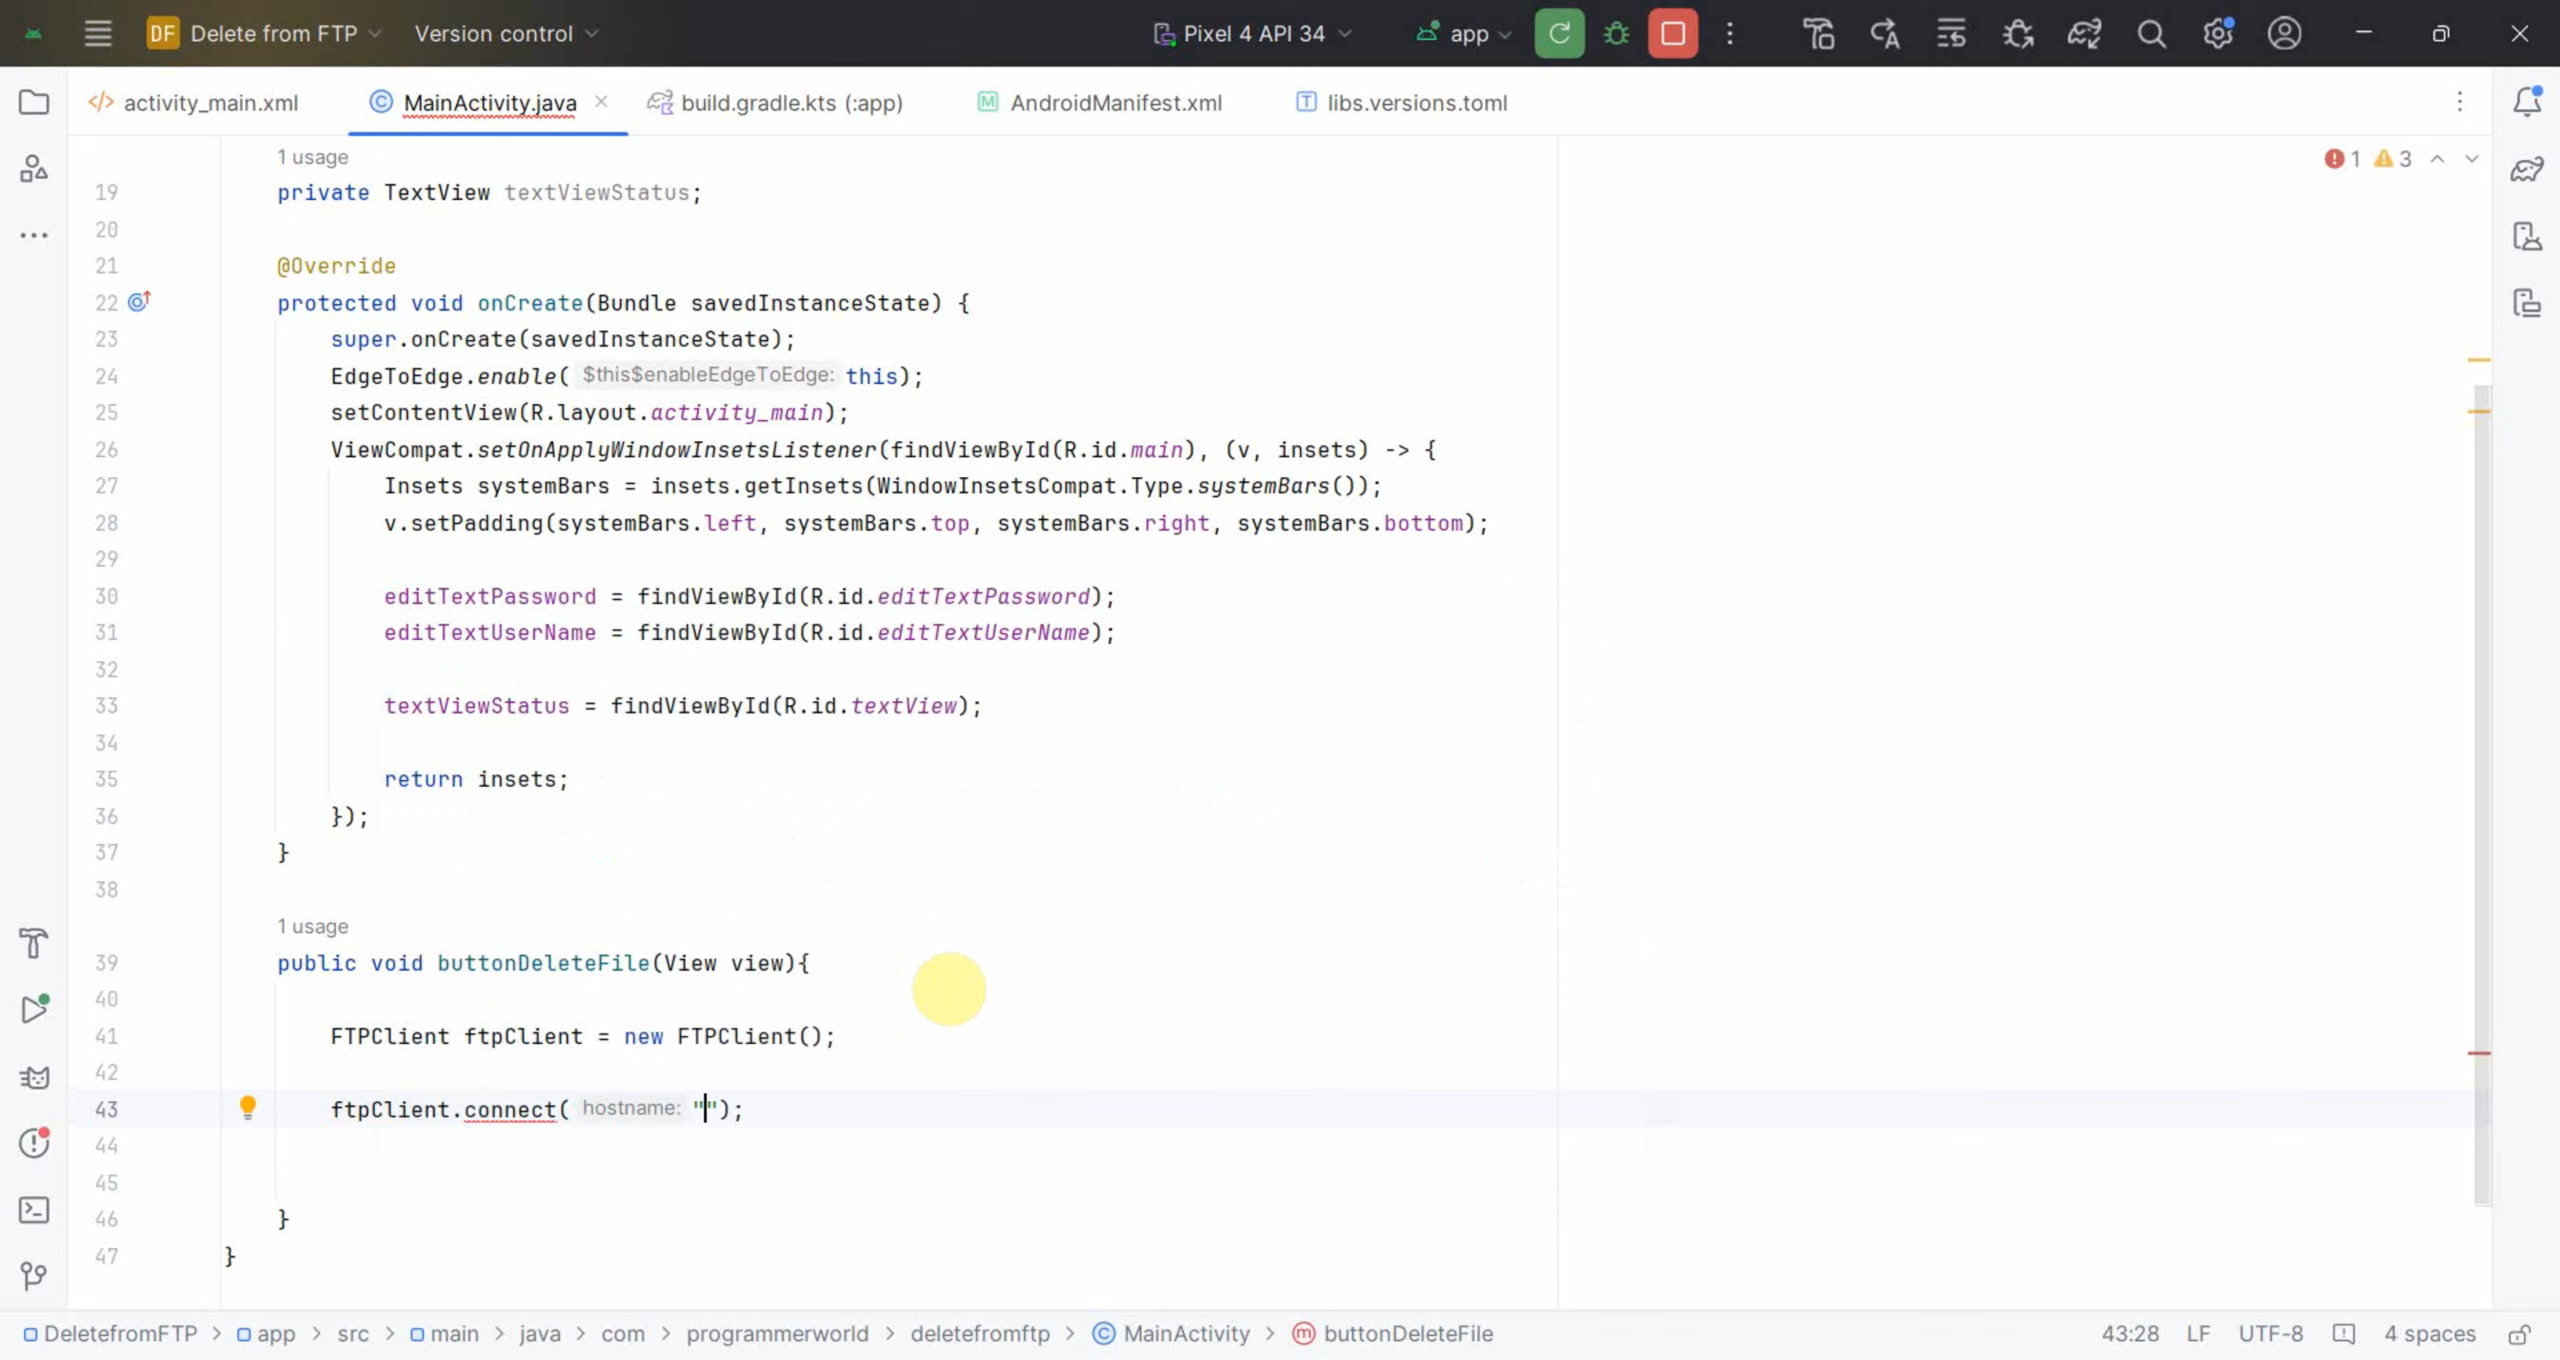 DF Delete from FTP Version control Pixel 4 API 34 app
activity_main.xml MainActivity.java build.gradle.kts (:app) AndroidManifest.xml libs.versions.toml
1 usage 1 3
19 private TextView textViewStatus;
20
21 @Override
22 protected void onCreate(Bundle savedInstanceState) {
23 super.onCreate(savedInstanceState);
24 EdgeToEdge.enable( $this$enableEdgeToEdge: this);
25 setContentView(R.layout.activity_main);
26 ViewCompat.setOnApplyWindowInsetsListener(findViewById(R.id.main), (v, insets) -> {
27 Insets systemBars = insets.getInsets(WindowInsetsCompat.Type.systemBars());
28 v.setPadding(systemBars.left, systemBars.top, systemBars.right, systemBars.bottom);
29
30 editTextPassword = findViewById(R.id.editTextPassword);
31 editTextUserName = findViewById(R.id.editTextUserName);
32
33 textViewStatus = findViewById(R.id.textView);
34
35 return insets;
36 });
37 }
38
1 usage
39 public void buttonDeleteFile(View view){
40
41 FTPClient ftpClient = new FTPClient();
42
43 ftpClient.connect( hostname: "");
44
45
46 }
47 }
DeletefromFTP > app > src > main > java > com > programmerworld > deletefromftp > MainActivity > buttonDeleteFile 43:28 LF UTF-8 4 spaces